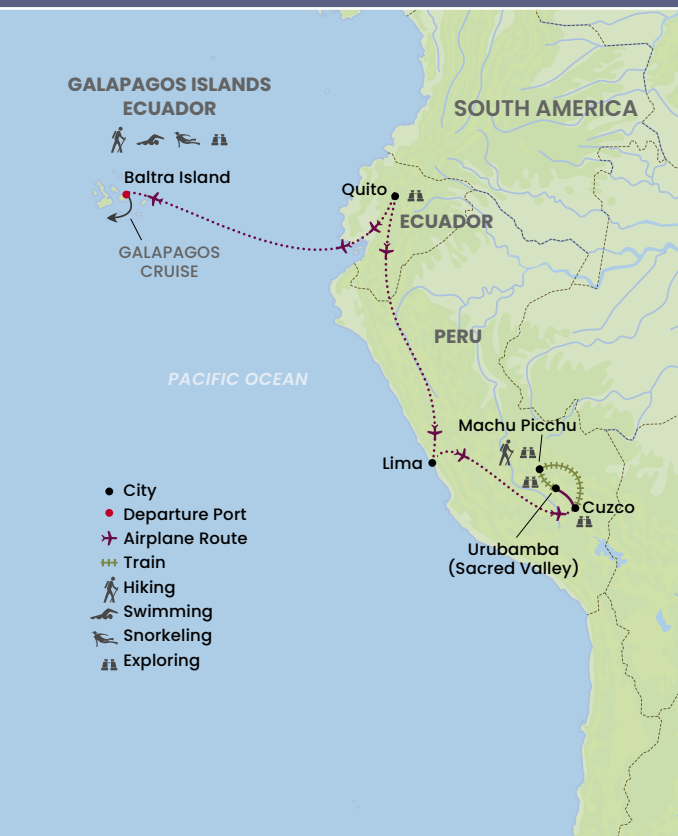 GALAPAGOS ISLANDS
ECUADOR
SOUTH AMERICA
Baltra Island
Quito
ECUADOR
GALAPAGOS
CRUISE
PERU
PACIFIC OCEAN
Machu Picchu
Lima
Cuzco
Urubamba
(Sacred Valley)
City
Departure Port
Airplane Route
Train
Hiking
Swimming
Snorkeling
Exploring